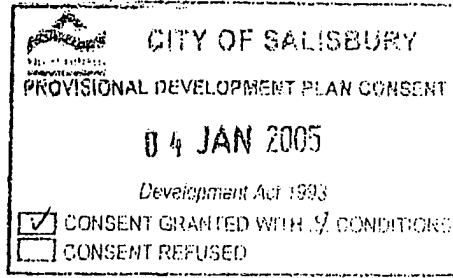 CITY OF SALISBURY
PROVISIONAL DEVELOPMENT PLAN CONSENT
04 JAN 2005
Development Act 1993
CONSENT GRANTED WITH CONDITIONS
CONSENT REFUSED